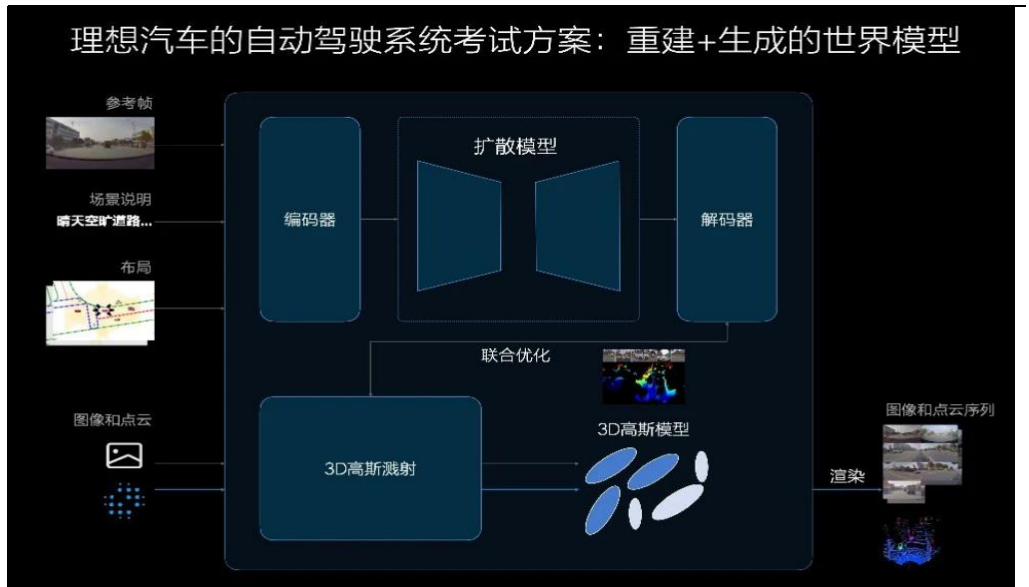 理想汽车的自动驾驶系统考试方案：重建+生成的世界模型
参考帧
场景说明
晴天空旷道路...
布局
编码器
扩散模型
解码器
联合优化
图像和点云
3D高斯溅射
3D高斯模型
渲染
图像和点云序列